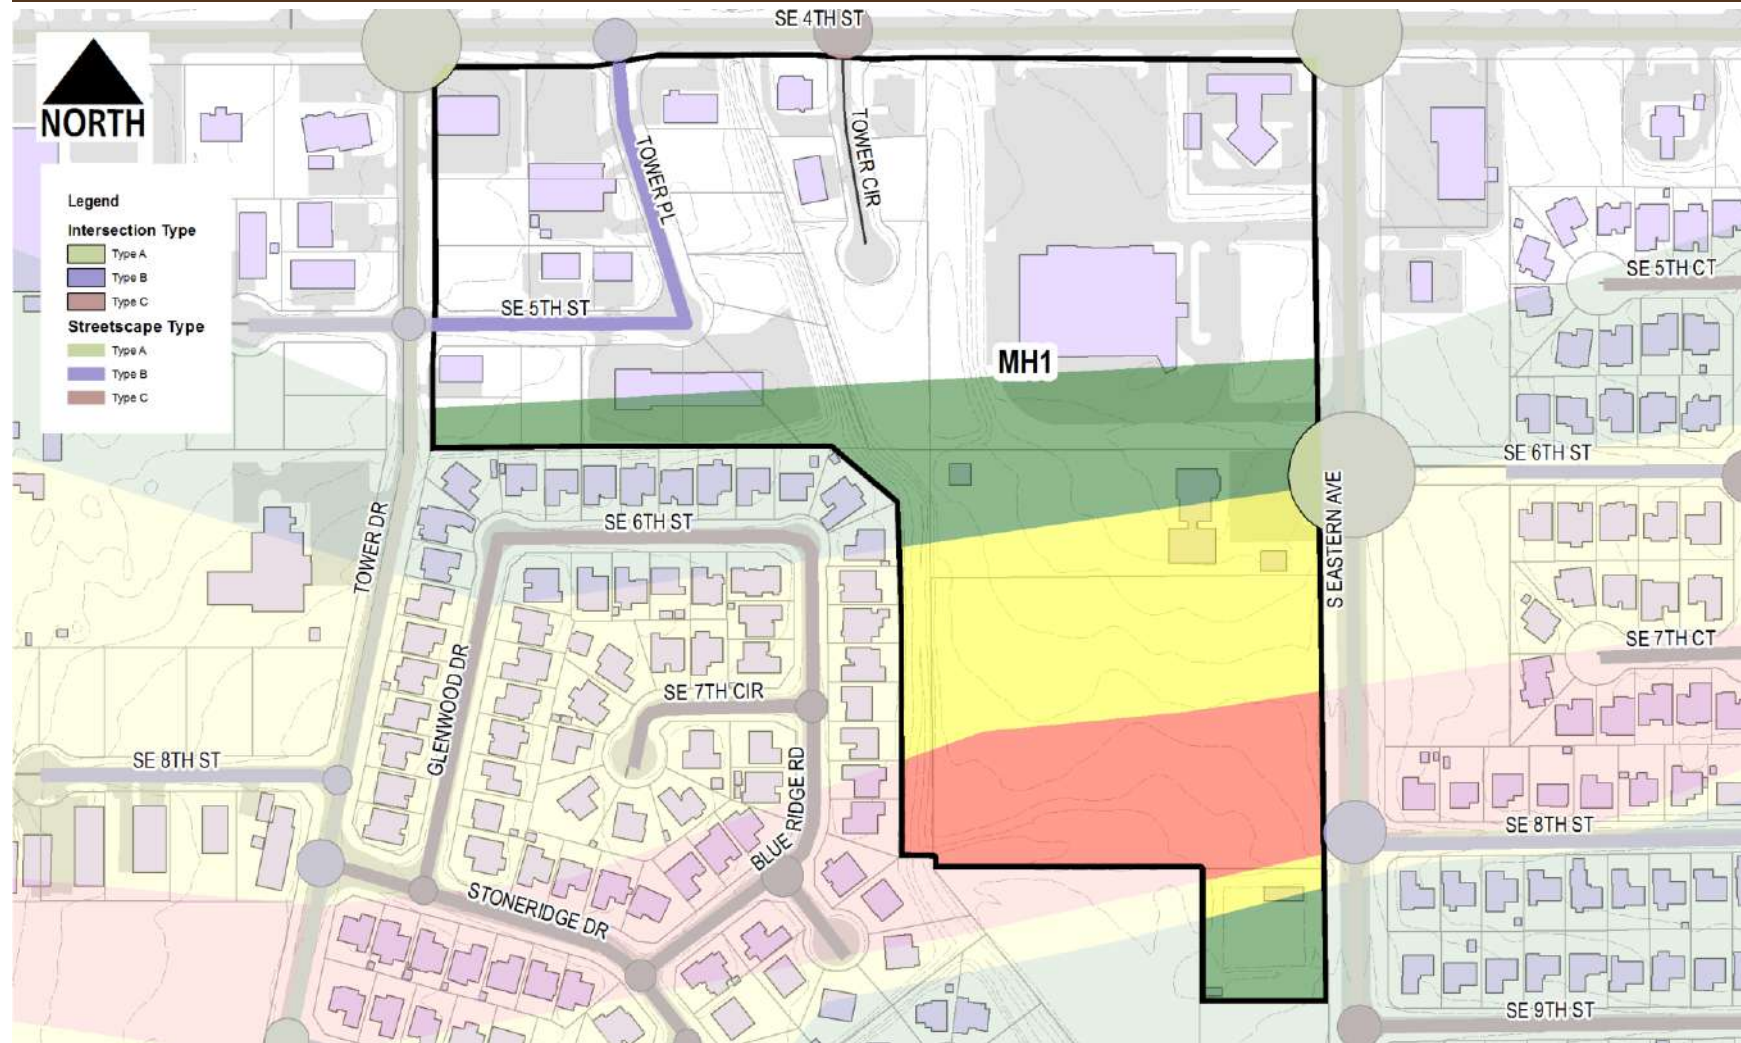 SE 4TH ST
NORTH
TOWER PL
TOWER CIR
Legend
Intersection Type
Type A
Type B
Type C
Streetscape Type
Type A
Type B
Type C
SE 5TH CT
SE 5TH ST
MH1
SE 6TH ST
SE 6TH ST
TOWER DR
S EASTERN AVE
SE 7TH CT
GLENWOOD DR
SE 7TH CIR
SE 8TH ST
BLUE RIDGE RD
SE 8TH ST
STONERIDGE DR
SE 9TH ST